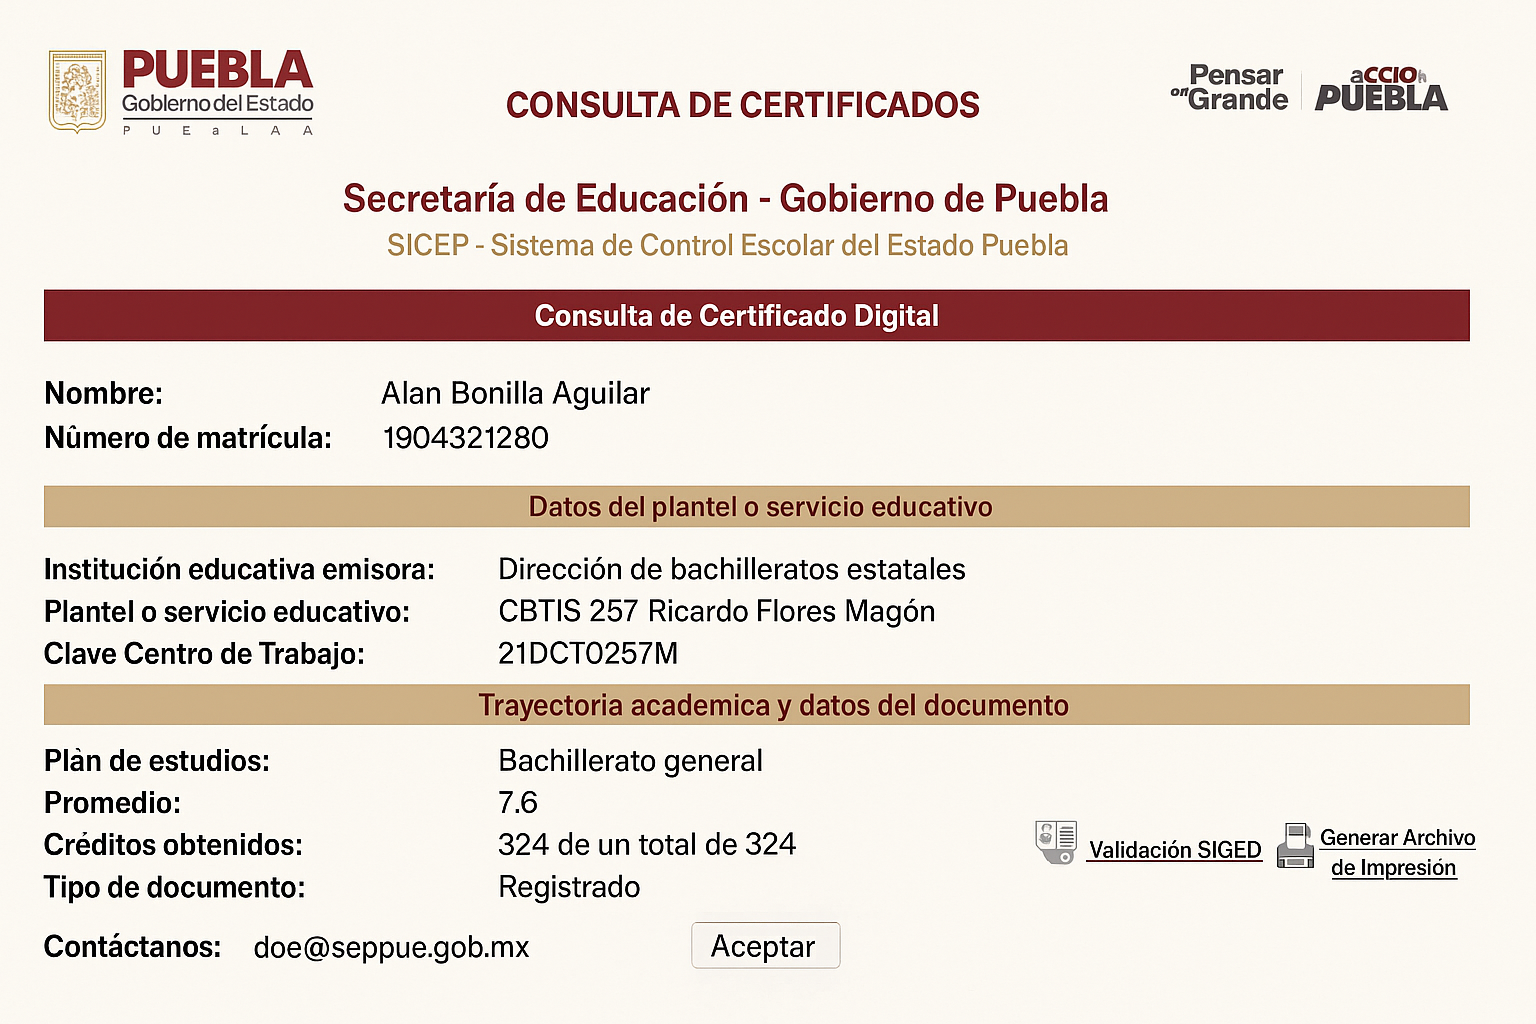 PUEBLA
Gobierno del Estado
P U E a L A A
CONSULTA DE CERTIFICADOS
Pensar
en Grande
aCCIOh
PUEBLA
Secretaría de Educación - Gobierno de Puebla
SICEP - Sistema de Control Escolar del Estado Puebla
Consulta de Certificado Digital
Nombre: Alan Bonilla Aguilar
Nûmero de matrícula: 1904321280
Datos del plantel o servicio educativo
Institución educativa emisora: Dirección de bachilleratos estatales
Plantel o servicio educativo: CBTIS 257 Ricardo Flores Magón
Clave Centro de Trabajo: 21DCT0257M
Trayectoria academica y datos del documento
Plàn de estudios: Bachillerato general
Promedio: 7.6
Créditos obtenidos: 324 de un total de 324
Tipo de documento: Registrado
Validación SIGED
Generar Archivo
de Impresión
Contáctanos: doe@seppue.gob.mx
Aceptar